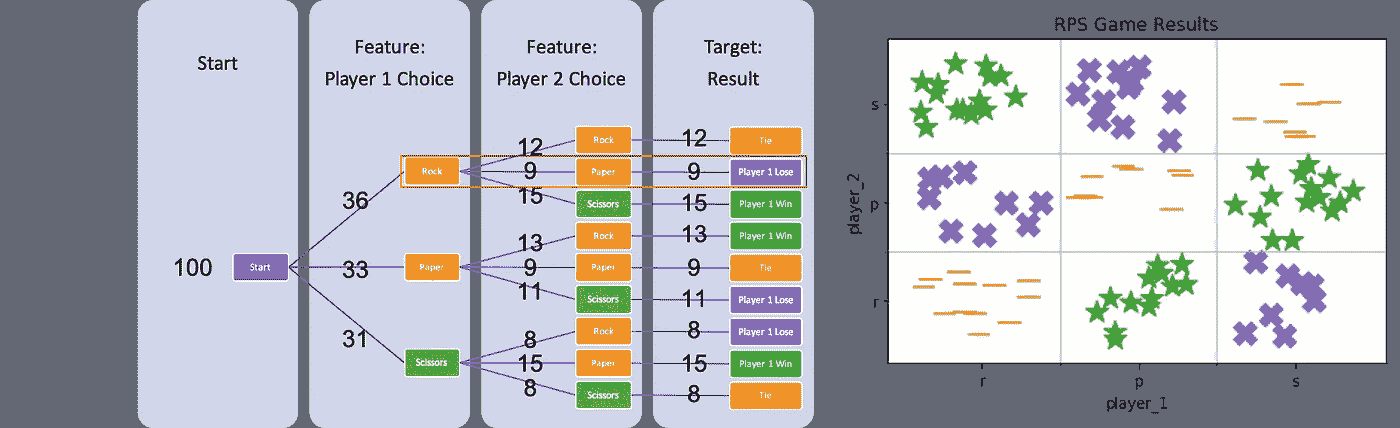 Start
Feature:
Player 1 Choice
Feature:
Player 2 Choice
Target:
Result
100
Start
36
33
31
Rock
Paper
Scissors
12
Rock
12
Tie
9
Paper
9
Player 1 Lose
15
Scissors
15
Player 1 Win
13
Rock
13
Player 1 Win
9
Paper
9
Tie
11
Scissors
11
Player 1 Lose
8
Rock
8
Player 1 Lose
15
Paper
15
Player 1 Win
8
Scissors
8
Tie
RPS Game Results
player_2
s
p
r
r
p
s
player_1